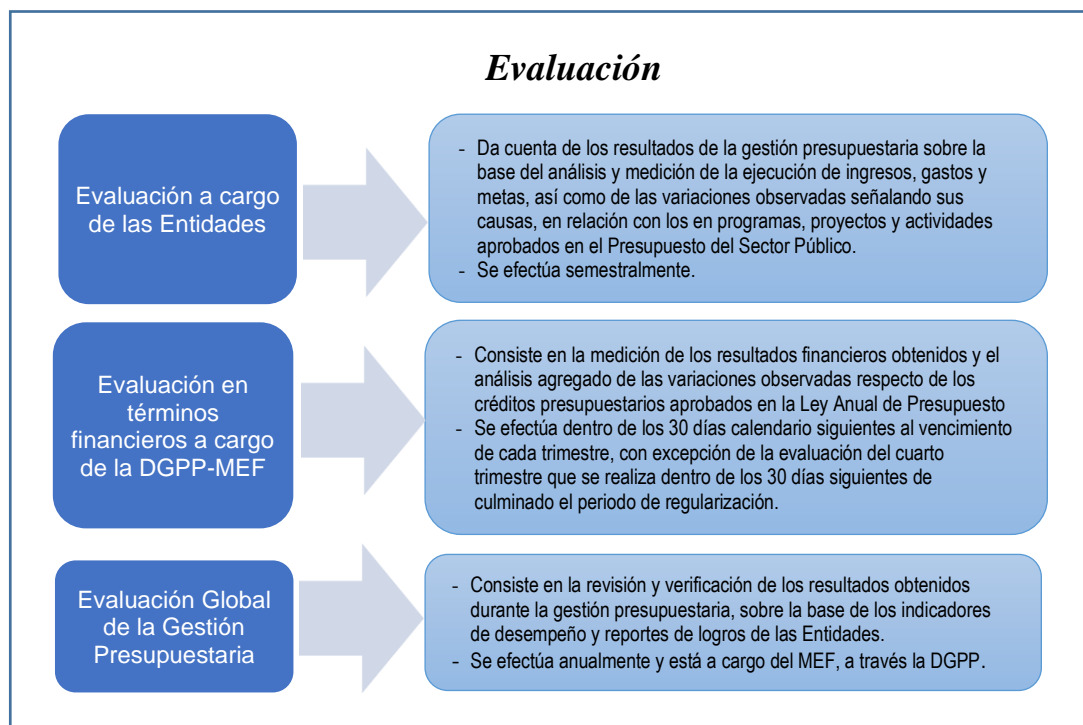 Evaluación
Evaluación a cargo
de las Entidades
- Da cuenta de los resultados de la gestión presupuestaria sobre la
base del análisis y medición de la ejecución de ingresos, gastos y
metas, así como de las variaciones observadas señalando sus
causas, en relación con los en programas, proyectos y actividades
aprobados en el Presupuesto del Sector Público.
- Se efectúa semestralmente.
Evaluación en
términos
financieros a cargo
de la DGPP-MEF
- Consiste en la medición de los resultados financieros obtenidos y el
análisis agregado de las variaciones observadas respecto de los
créditos presupuestarios aprobados en la Ley Anual de Presupuesto
- Se efectúa dentro de los 30 días calendario siguientes al vencimiento
de cada trimestre, con excepción de la evaluación del cuarto
trimestre que se realiza dentro de los 30 días siguientes de
culminado el periodo de regularización.
Evaluación Global
de la Gestión
Presupuestaria
- Consiste en la revisión y verificación de los resultados obtenidos
durante la gestión presupuestaria, sobre la base de los indicadores
de desempeño y reportes de logros de las Entidades.
- Se efectúa anualmente y está a cargo del MEF, a través la DGPP.